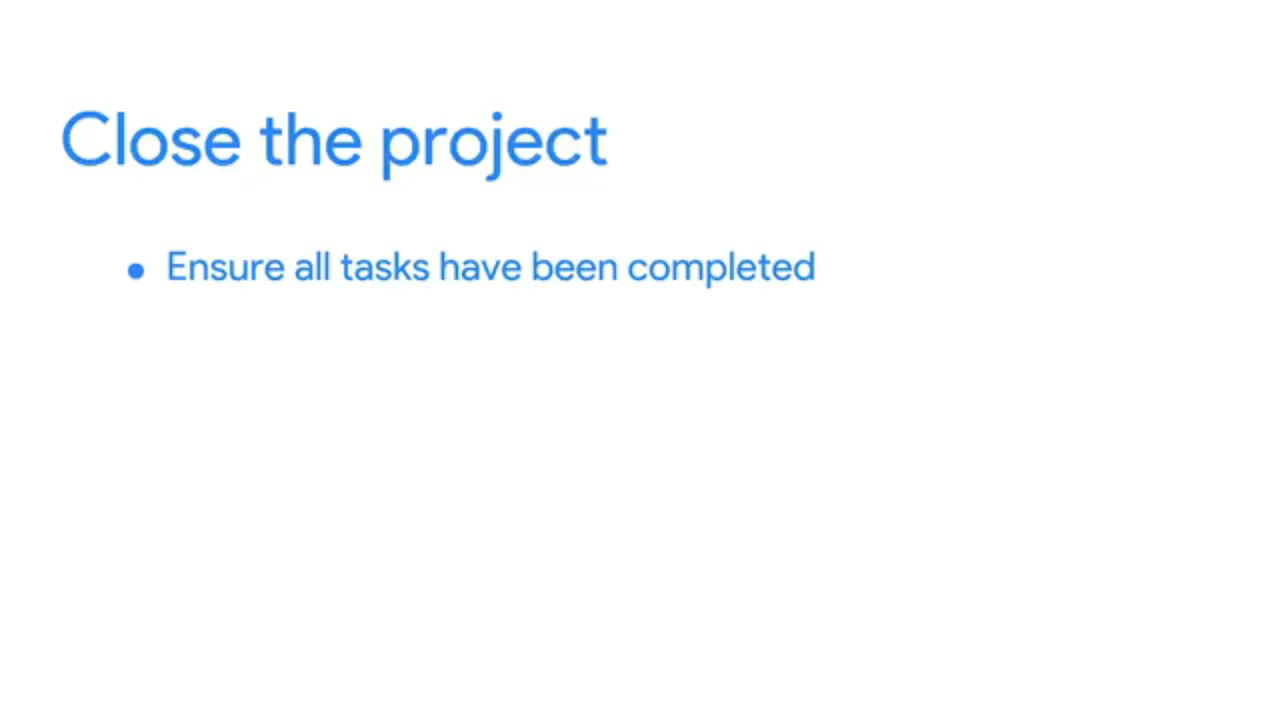 Close the project
• Ensure all tasks have been completed